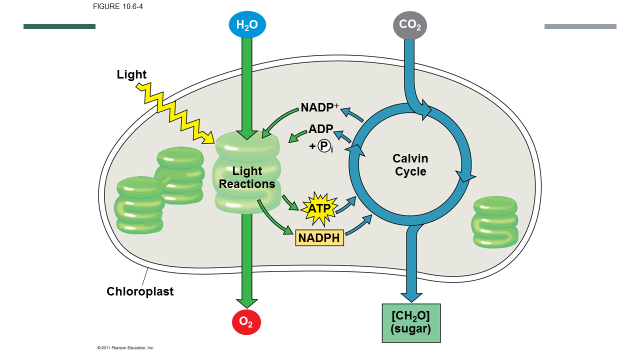 FIGURE 10.6-4
H₂O
CO₂
Light
NADP⁺
ADP
+ Pᵢ
Light
Reactions
Calvin
Cycle
ATP
NADPH
Chloroplast
O₂
[CH₂O]
(sugar)
©2011 Pearson Education, Inc.